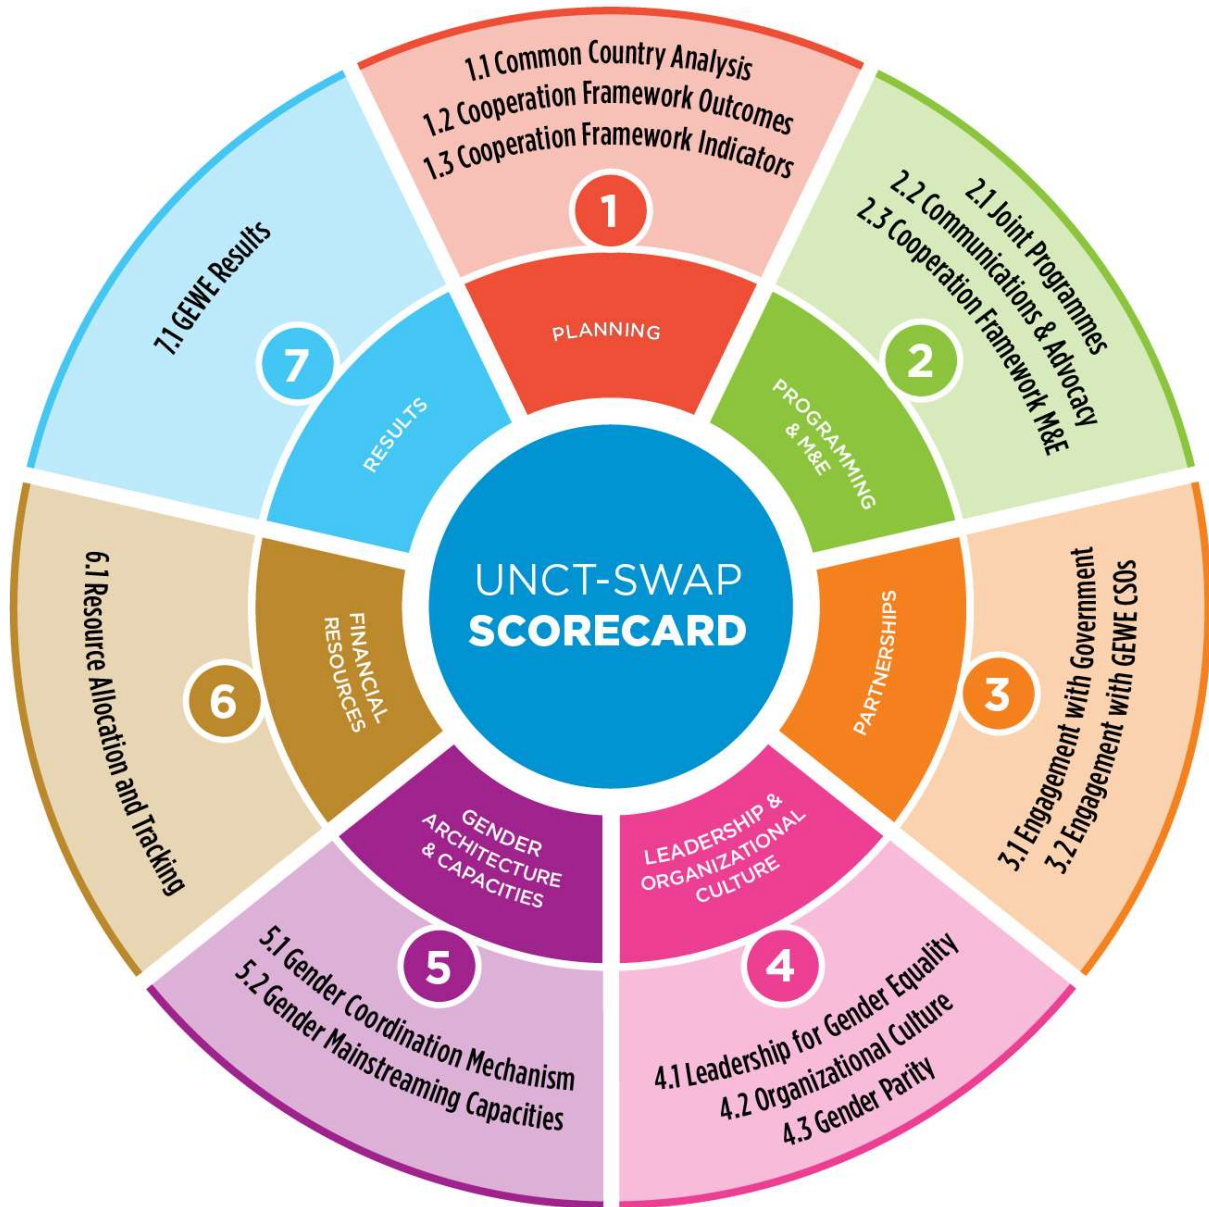 UNCT-SWAP
SCORECARD
1
PLANNING
1.1 Common Country Analysis
1.2 Cooperation Framework Outcomes
1.3 Cooperation Framework Indicators
2
PROGRAMMING
& M&E
2.1 Joint Programmes
2.2 Communications & Advocacy
2.3 Cooperation Framework M&E
3
PARTNERSHIPS
3.1 Engagement with Government
3.2 Engagement with GEWE CSOs
4
LEADERSHIP &
ORGANIZATIONAL
CULTURE
4.1 Leadership for Gender Equality
4.2 Organizational Culture
4.3 Gender Parity
5
GENDER
ARCHITECTURE
& CAPACITIES
5.1 Gender Coordination Mechanism
5.2 Gender Mainstreaming Capacities
6
FINANCIAL
RESOURCES
6.1 Resource Allocation and Tracking
7
RESULTS
7.1 GEWE Results